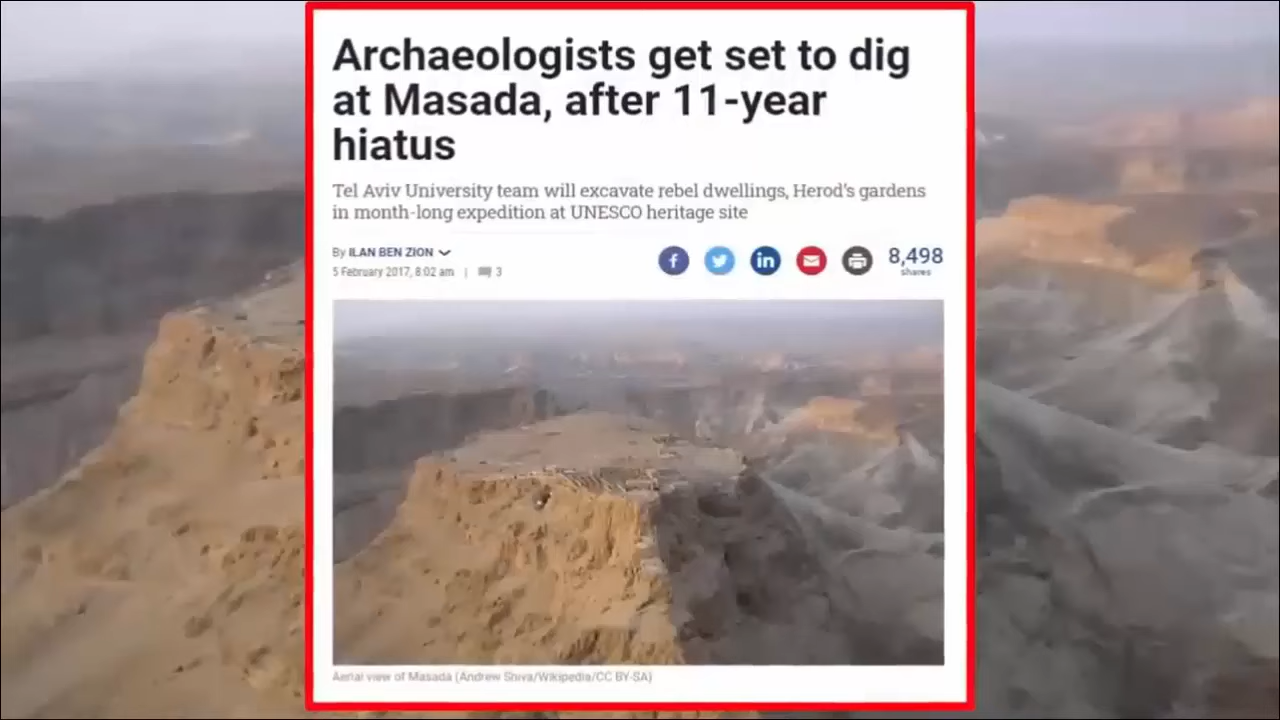 Archaeologists get set to dig
at Masada, after 11-year
hiatus
Tel Aviv University team will excavate rebel dwellings, Herod's gardens
in month-long expedition at UNESCO heritage site
By ILAN BEN ZION
5 February 2017, 8:02 am | 3
f in 8,498
shares
Aerial view of Masada (Andrew Shiva/Wikipedia/CC BY-SA)